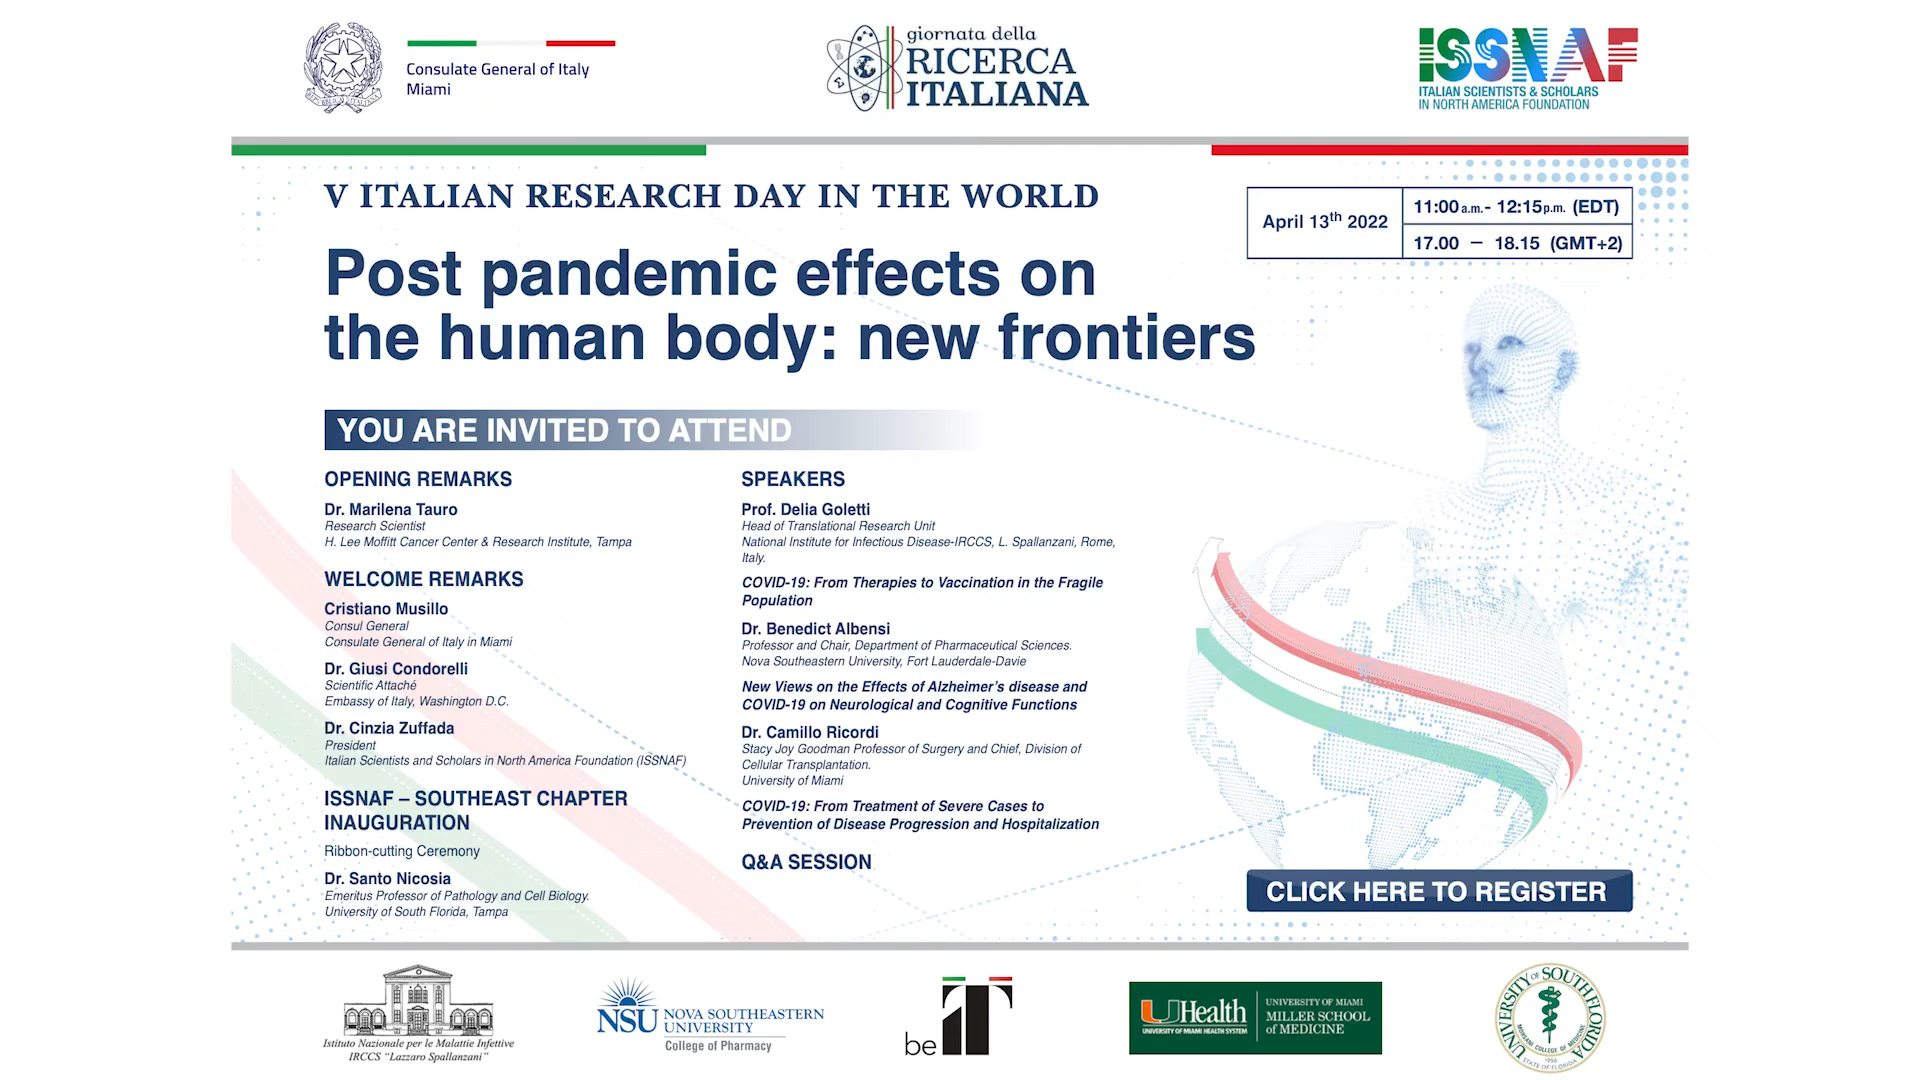 Consulate General of Italy
Miami
giornata della
RICERCA
ITALIANA
ISSNAF
ITALIAN SCIENTISTS & SCHOLARS
IN NORTH AMERICA FOUNDATION
V ITALIAN RESEARCH DAY IN THE WORLD
April 13th 2022
11:00 a.m. - 12:15 p.m. (EDT)
17.00 – 18.15 (GMT+2)
Post pandemic effects on
the human body: new frontiers
YOU ARE INVITED TO ATTEND
OPENING REMARKS
Dr. Marilena Tauro
Research Scientist
H. Lee Moffitt Cancer Center & Research Institute, Tampa
WELCOME REMARKS
Cristiano Musillo
Consul General
Consulate General of Italy in Miami
Dr. Giusi Condorelli
Scientific Attaché
Embassy of Italy, Washington D.C.
Dr. Cinzia Zuffada
President
Italian Scientists and Scholars in North America Foundation (ISSNAF)
ISSNAF – SOUTHEAST CHAPTER
INAUGURATION
Ribbon-cutting Ceremony
Dr. Santo Nicosia
Emeritus Professor of Pathology and Cell Biology.
University of South Florida, Tampa
SPEAKERS
Prof. Delia Goletti
Head of Translational Research Unit
National Institute for Infectious Disease-IRCCS, L. Spallanzani, Rome,
Italy.
COVID-19: From Therapies to Vaccination in the Fragile
Population
Dr. Benedict Albensi
Professor and Chair, Department of Pharmaceutical Sciences.
Nova Southeastern University, Fort Lauderdale-Davie
New Views on the Effects of Alzheimer's disease and
COVID-19 on Neurological and Cognitive Functions
Dr. Camillo Ricordi
Stacy Joy Goodman Professor of Surgery and Chief, Division of
Cellular Transplantation.
University of Miami
COVID-19: From Treatment of Severe Cases to
Prevention of Disease Progression and Hospitalization
Q&A SESSION
CLICK HERE TO REGISTER
Istituto Nazionale per le Malattie Infettive
IRCCS "Lazzaro Spallanzani"
NSU NOVA SOUTHEASTERN
UNIVERSITY
College of Pharmacy
be IT
UHealth
UNIVERSITY OF MIAMI HEALTH SYSTEM
UNIVERSITY OF MIAMI
MILLER SCHOOL
of MEDICINE
UNIVERSITY OF SOUTH FLORIDA
MORSANI COLLEGE OF MEDICINE
1956
STATE OF FLORIDA